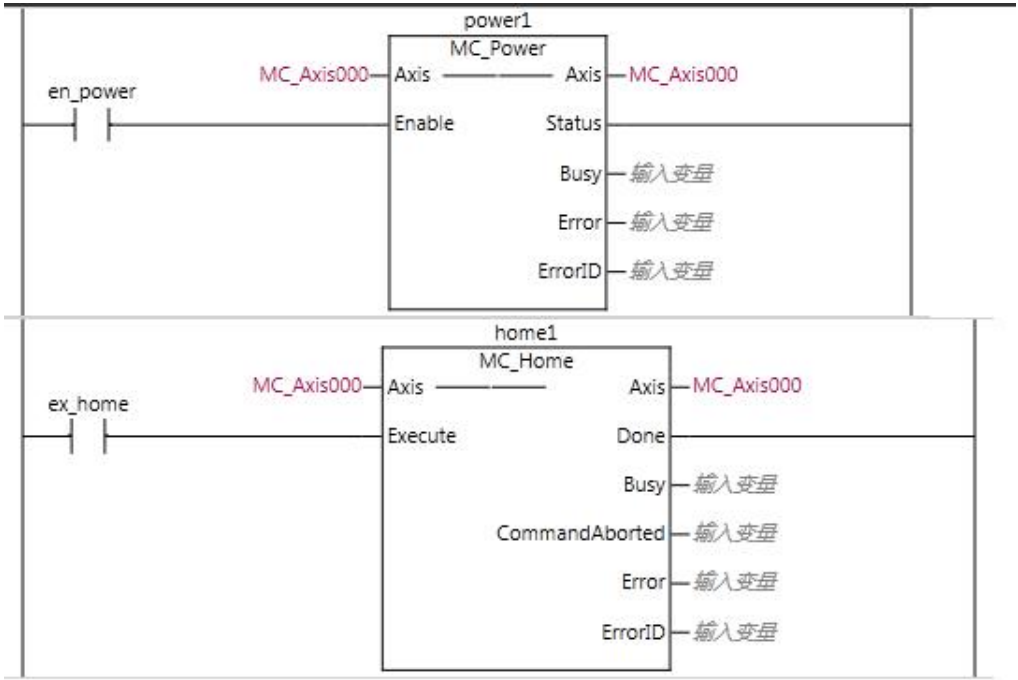 power1
MC_Power
MC_Axis000 Axis Axis MC_Axis000
en_power
Enable Status
Busy 输入变量
Error 输入变量
ErrorID 输入变量
home1
MC_Home
MC_Axis000 Axis Axis MC_Axis000
ex_home
Execute Done
Busy 输入变量
CommandAborted 输入变量
Error 输入变量
ErrorID 输入变量